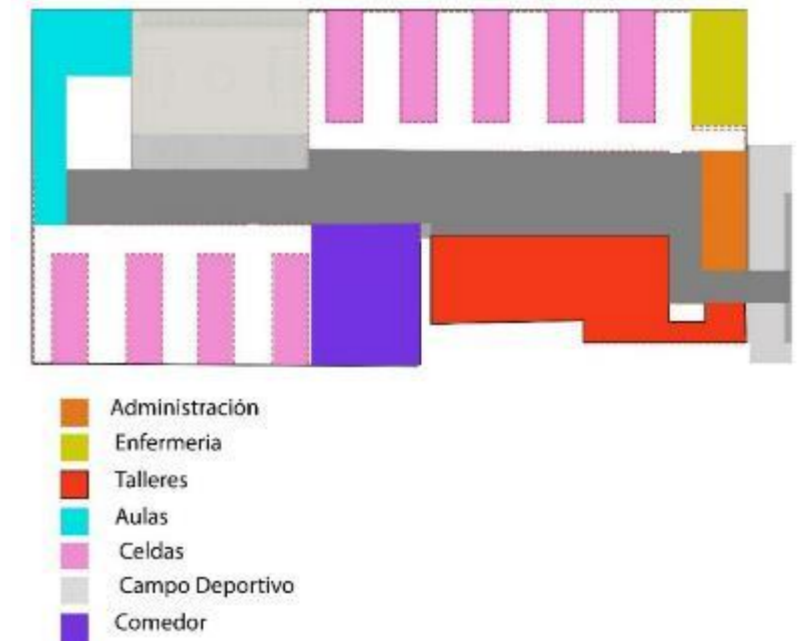 Administración
Enfermeria
Talleres
Aulas
Celdas
Campo Deportivo
Comedor